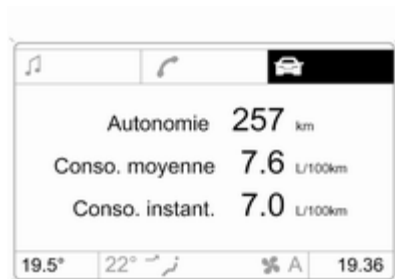 Autonomie 257 km
Conso. moyenne 7.6 L/100km
Conso. instant. 7.0 L/100km
19.5° 22° A 19.36